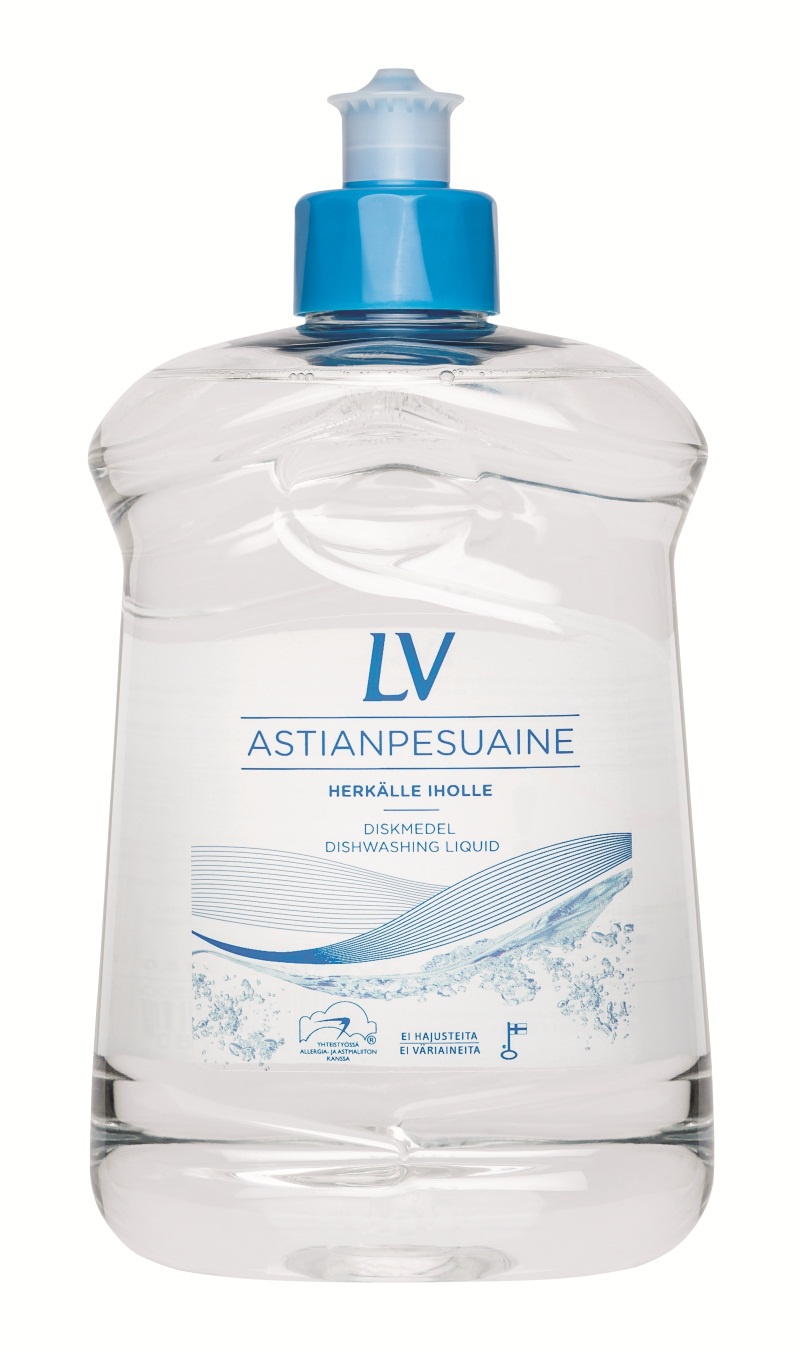 LV
ASTIANPESUAINE
HERKÄLLE IHOLLE
DISKMEDEL
DISHWASHING LIQUID
YHTEISTYÖSSÄ
ALLERGIA- JA ASTMALIITON
KANSSA
®
EI HAJUSTEITA
EI VÄRIAINEITA